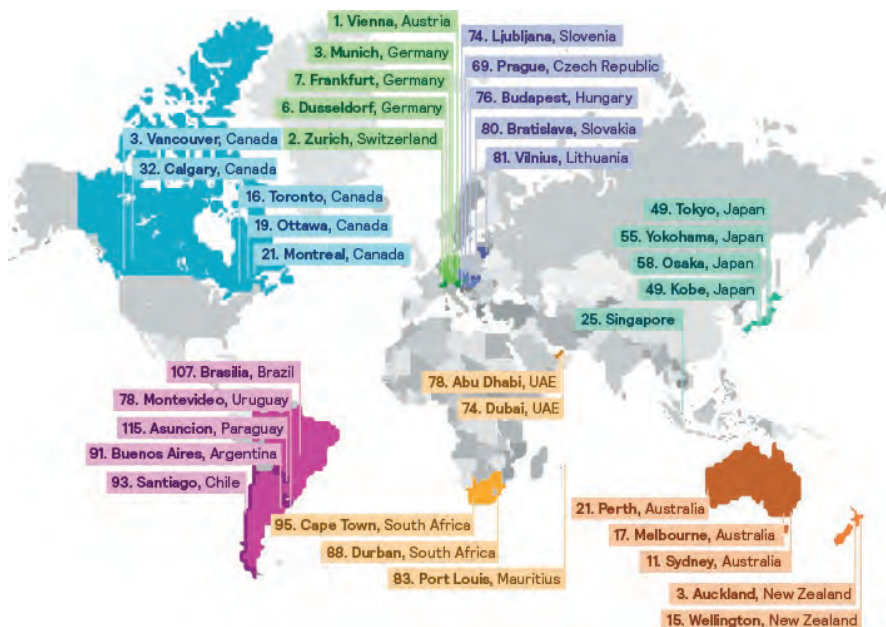 1. Vienna, Austria
3. Munich, Germany
7. Frankfurt, Germany
6. Dusseldorf, Germany
2. Zurich, Switzerland
74. Ljubljana, Slovenia
69. Prague, Czech Republic
76. Budapest, Hungary
80. Bratislava, Slovakia
81. Vilnius, Lithuania
3. Vancouver, Canada
32. Calgary, Canada
16. Toronto, Canada
19. Ottawa, Canada
21. Montreal, Canada
49. Tokyo, Japan
55. Yokohama, Japan
58. Osaka, Japan
49. Kobe, Japan
25. Singapore
107. Brasilia, Brazil
78. Montevideo, Uruguay
115. Asuncion, Paraguay
91. Buenos Aires, Argentina
93. Santiago, Chile
78. Abu Dhabi, UAE
74. Dubai, UAE
95. Cape Town, South Africa
88. Durban, South Africa
83. Port Louis, Mauritius
21. Perth, Australia
17. Melbourne, Australia
11. Sydney, Australia
3. Auckland, New Zealand
15. Wellington, New Zealand